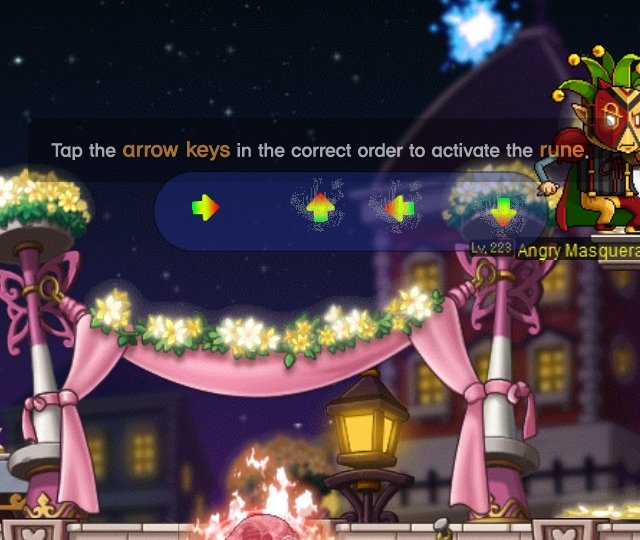 Tap the arrow keys in the correct order to activate the rune.
Lv. 223 Angry Masquera